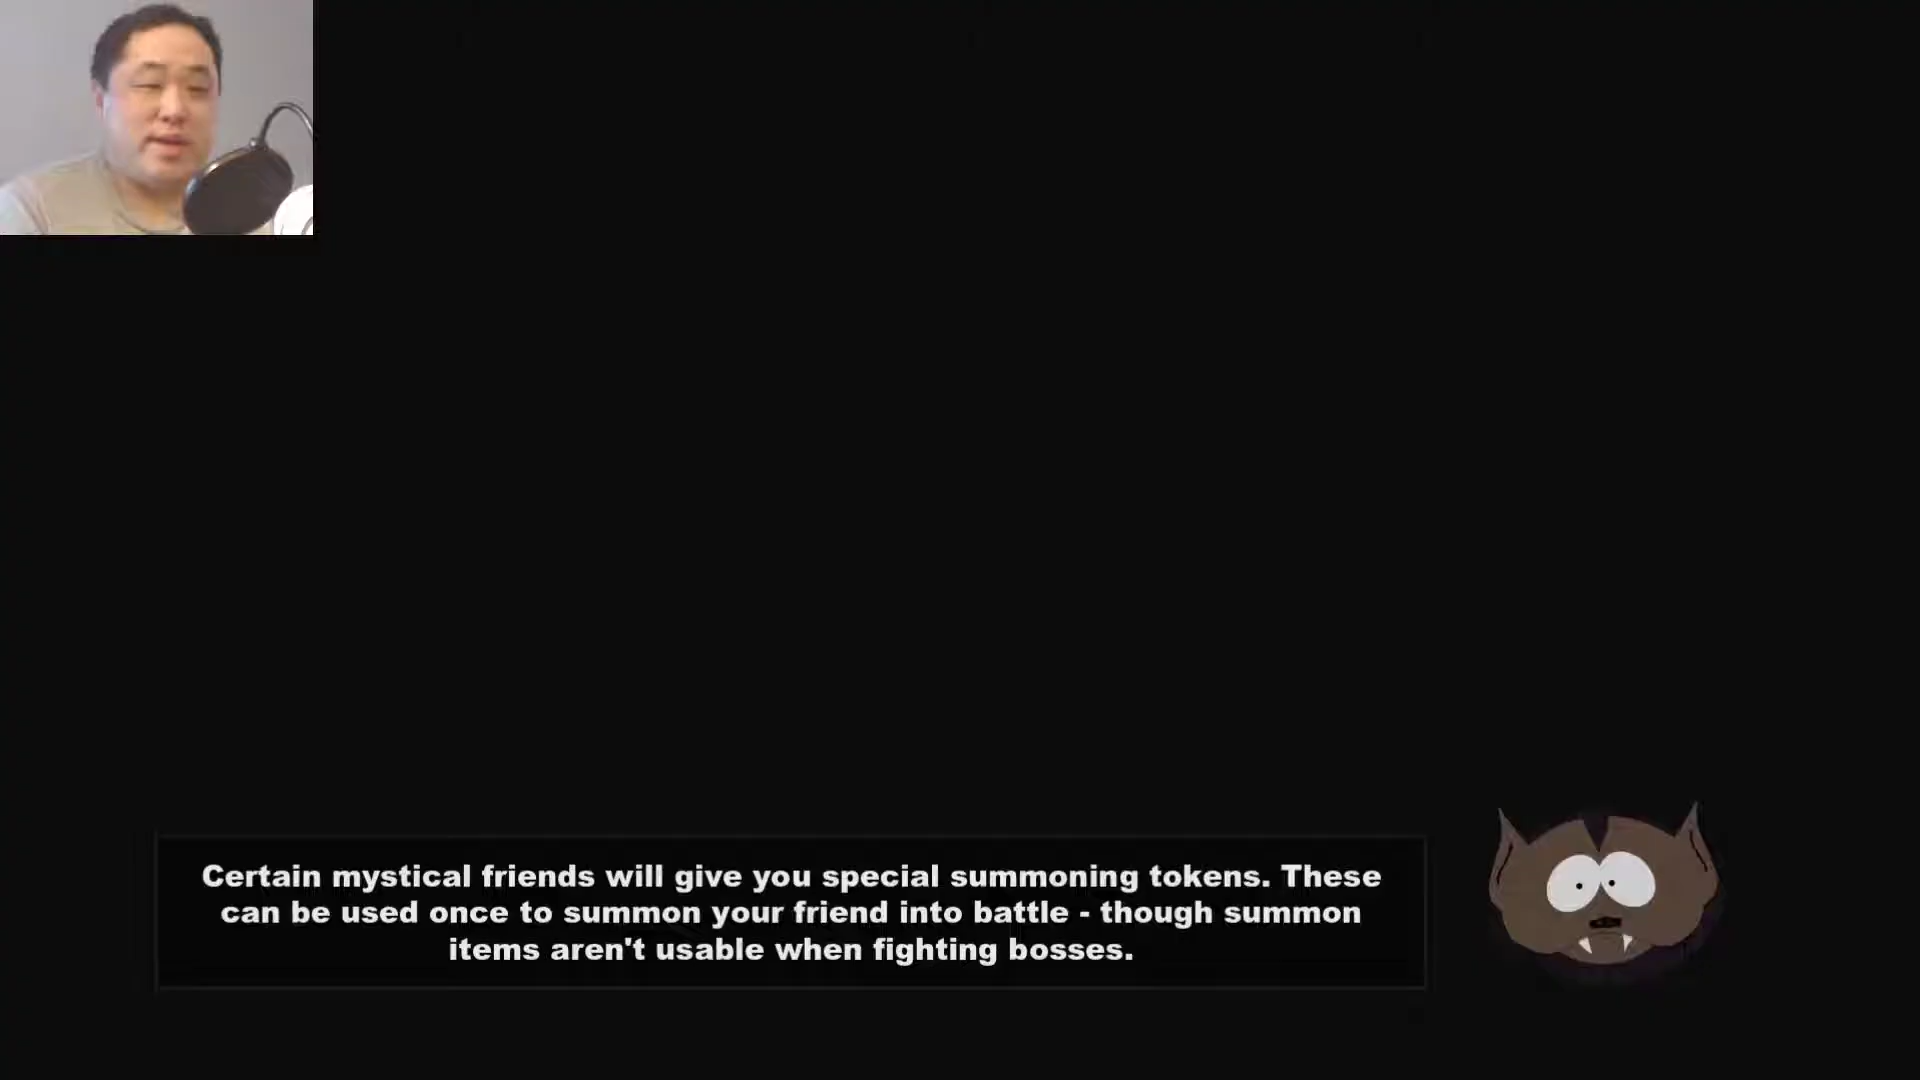 Certain mystical friends will give you special summoning tokens. These
can be used once to summon your friend into battle - though summon
items aren't usable when fighting bosses.